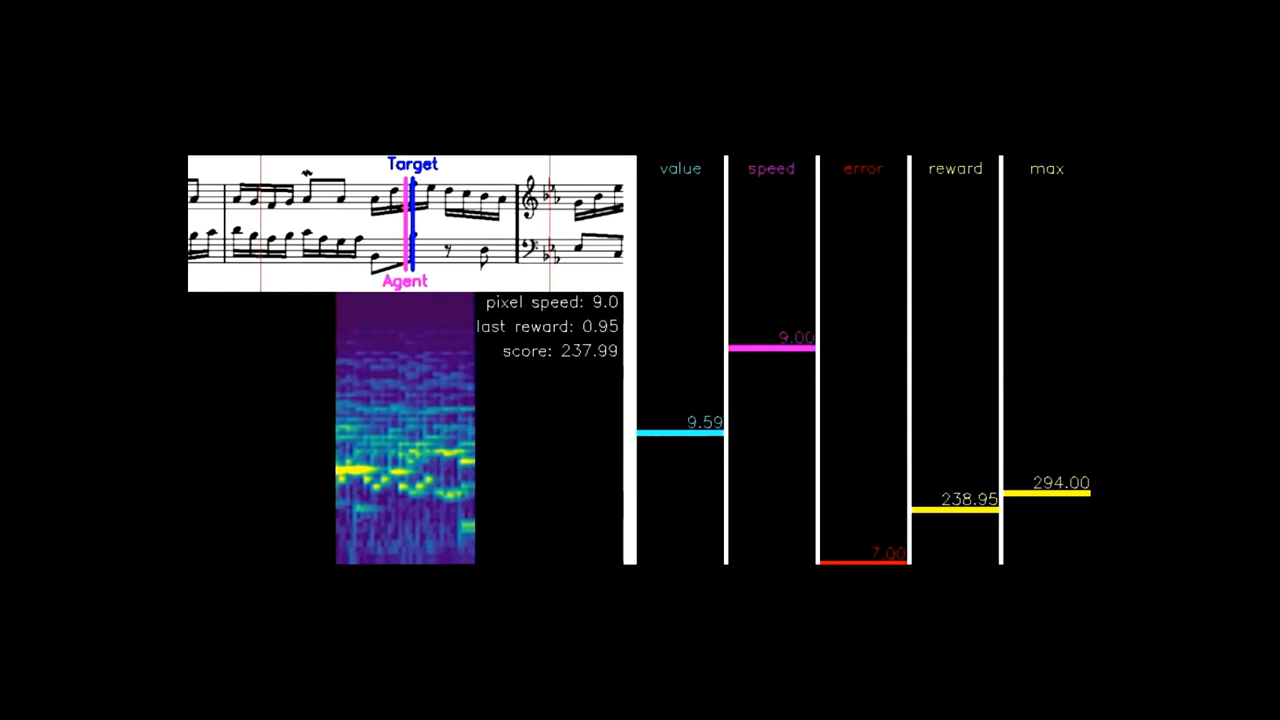 Target
Agent
pixel speed: 9.0
last reward: 0.95
score: 237.99
value
speed
error
reward
max
9.59
9.00
7.00
238.95
294.00